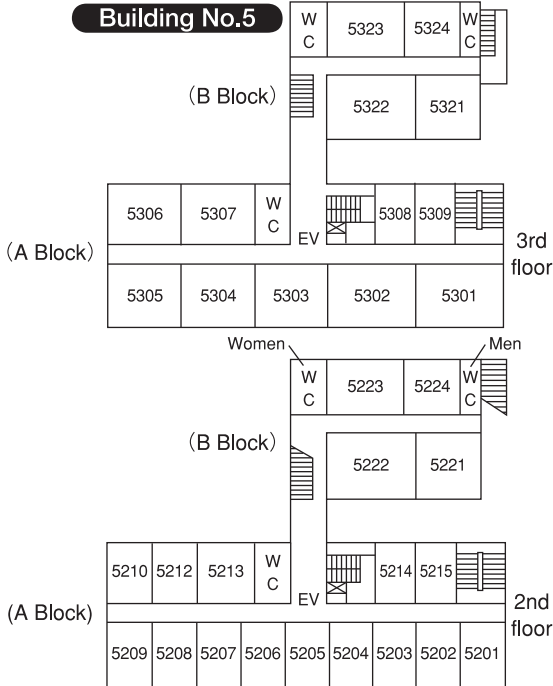 Building No.5
W C 5323 5324 W C
(B Block)
5322 5321
5306 5307 W C 5308 5309
EV
(A Block)
3rd floor
5305 5304 5303 5302 5301
Women Men
W C 5223 5224 W C
(B Block)
5222 5221
5210 5212 5213 W C 5214 5215
EV
(A Block)
2nd floor
5209 5208 5207 5206 5205 5204 5203 5202 5201